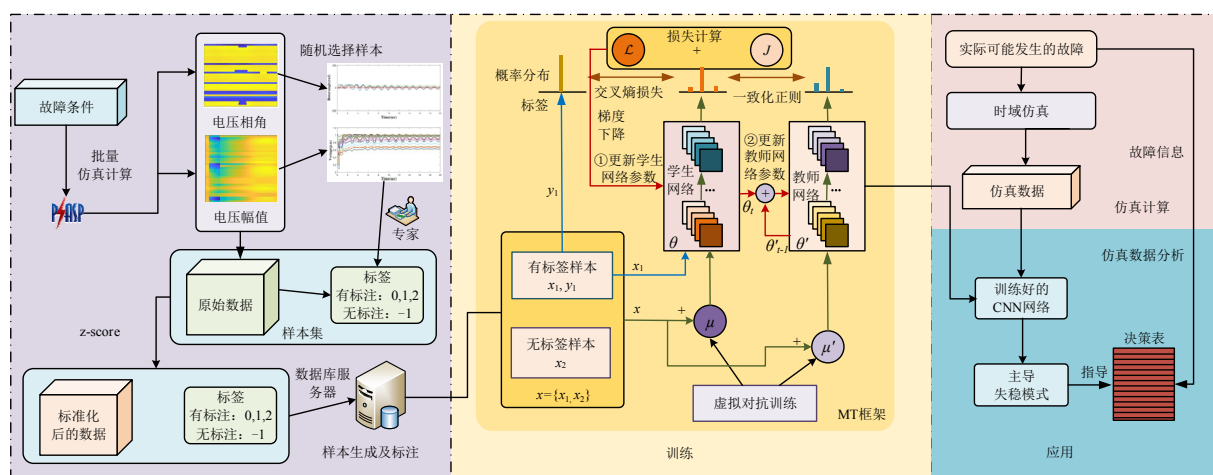 故障条件
批量
仿真计算
PSASP
电压相角
电压幅值
随机选择样本
专家
原始数据
标签
有标注：0,1,2
无标注：−1
样本集
z-score
标准化
后的数据
标签
有标注：0,1,2
无标注：−1
数据库服
务器
样本生成及标注
损失计算
ℒ
+
J
概率分布
标签
交叉熵损失
一致化正则
梯度
下降
①更新学生
网络参数
y₁
学生
网络
...
...
θ
②更新
教师网
络参数
θt
+
θ't-1
教师
网络
...
...
θ'
有标签样本
x₁, y₁
无标签样本
x₂
x={x₁, x₂}
x₁
x
+
μ
+
μ'
虚拟对抗训练
MT框架
训练
实际可能发生的故障
时域仿真
仿真数据
故障信息
仿真计算
仿真数据分析
训练好的
CNN网络
主导
失稳模式
指导
决策表
应用